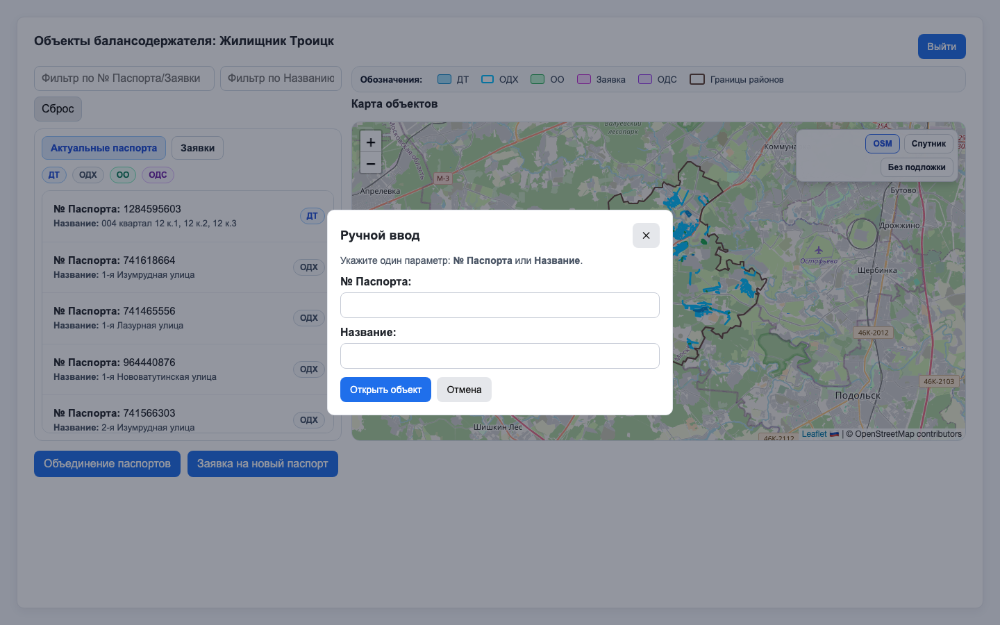 Объекты балансодержателя: Жилищник Троицк
Выйти
Фильтр по № Паспорта/Заявки
Фильтр по Названию
Сброс
Обозначения:
ДТ
ОДХ
ОО
Заявка
ОДС
Границы районов
Карта объектов
Актуальные паспорта
Заявки
ДТ
ОДХ
ОО
ОДС
№ Паспорта: 1284595603
Название: 004 квартал 12 к.1, 12 к.2, 12 к.3
ДТ
№ Паспорта: 741618664
Название: 1-я Изумрудная улица
ОДХ
№ Паспорта: 741465556
Название: 1-я Лазурная улица
ОДХ
№ Паспорта: 964440876
Название: 1-я Нововатутинская улица
ОДХ
№ Паспорта: 741566303
Название: 2-я Изумрудная улица
ОДХ
+
−
Валуевский
лесопарк
Московская область
М-3
Апрелевка
Коммуна
35А
OSM
Спутник
Без подложки
Бутово
Дрожжино
Остафьево
Щербинка
46К-2012
46К-2103
Подольск
Шишкин Лес
46К-2112
Leaflet | © OpenStreetMap contributors
Ручной ввод
×
Укажите один параметр: № Паспорта или Название.
№ Паспорта:
Название:
Открыть объект
Отмена
Объединение паспортов
Заявка на новый паспорт